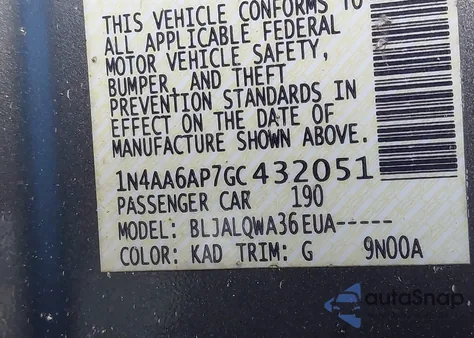 THIS VEHICLE CONFORMS TO
ALL APPLICABLE FEDERAL
MOTOR VEHICLE SAFETY,
BUMPER, AND THEFT
PREVENTION STANDARDS IN
EFFECT ON THE DATE OF
MANUFACTURE SHOWN ABOVE.
1N4AA6AP7GC432051
PASSENGER CAR 190
MODEL: BLJALQWA36EUA-----
COLOR: KAD TRIM: G 9N00A
autoSnap